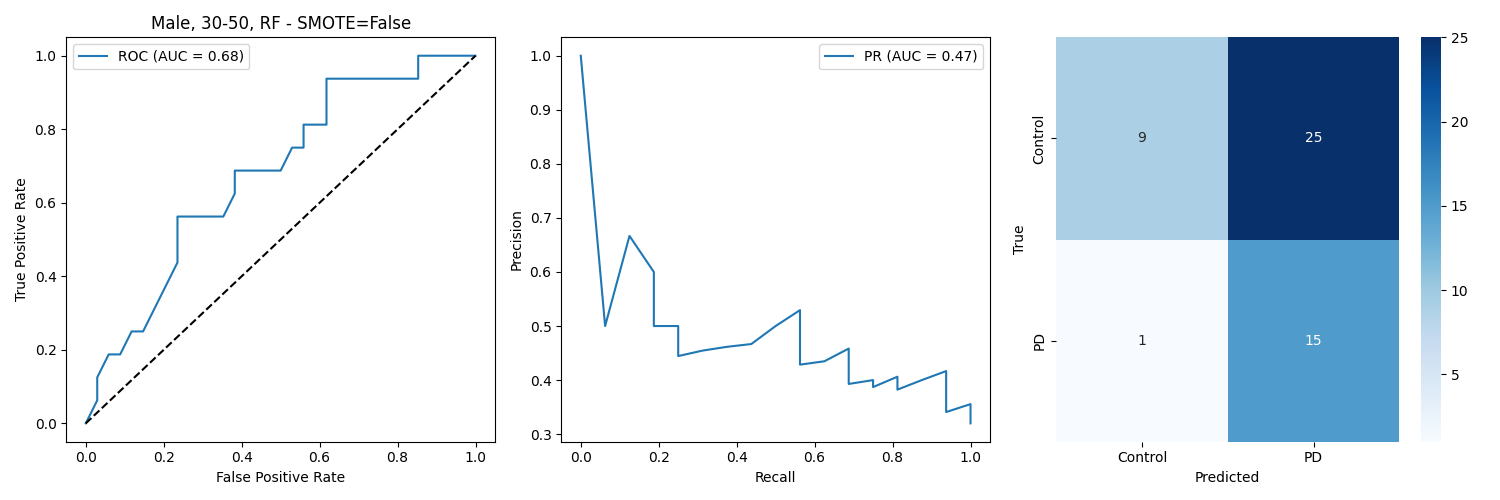 Male, 30-50, RF - SMOTE=False
ROC (AUC = 0.68)
True Positive Rate
1.0
0.8
0.6
0.4
0.2
0.0
0.0 0.2 0.4 0.6 0.8 1.0
False Positive Rate
PR (AUC = 0.47)
Precision
1.0
0.9
0.8
0.7
0.6
0.5
0.4
0.3
0.0 0.2 0.4 0.6 0.8 1.0
Recall
True
Control
9 25
PD
1 15
Control PD
Predicted
25
20
15
10
5